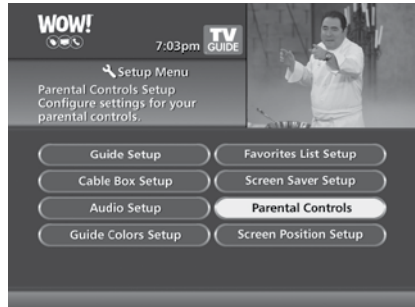 WOW!
7:03pm
TV
GUIDE
Setup Menu
Parental Controls Setup
Configure settings for your
parental controls.
Guide Setup
Favorites List Setup
Cable Box Setup
Screen Saver Setup
Audio Setup
Parental Controls
Guide Colors Setup
Screen Position Setup